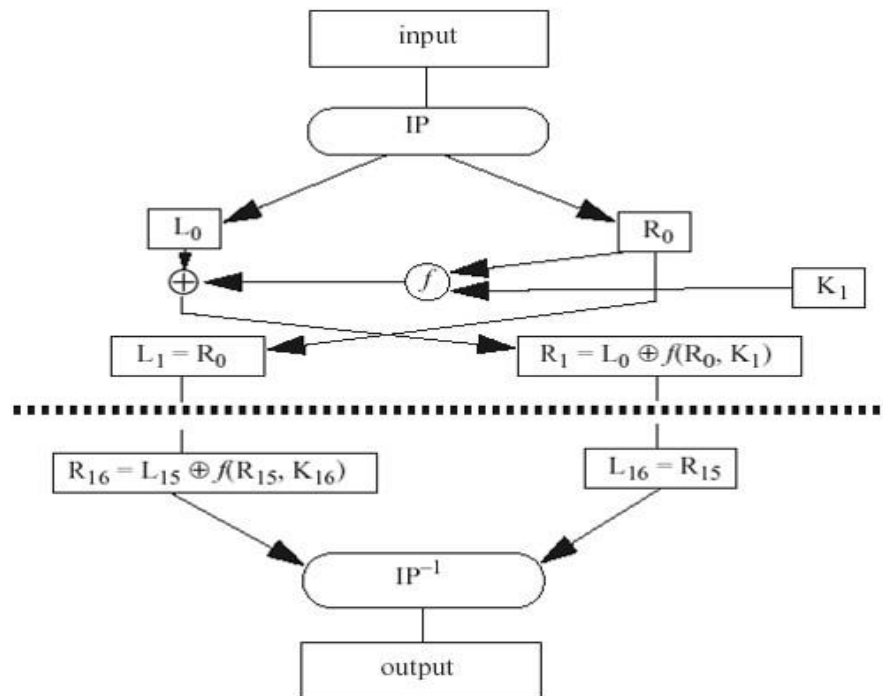 input
IP
L₀
R₀
⊕
f
K₁
L₁ = R₀
R₁ = L₀ ⊕ f(R₀, K₁)
R₁₆ = L₁₅ ⊕ f(R₁₅, K₁₆)
L₁₆ = R₁₅
IP⁻¹
output